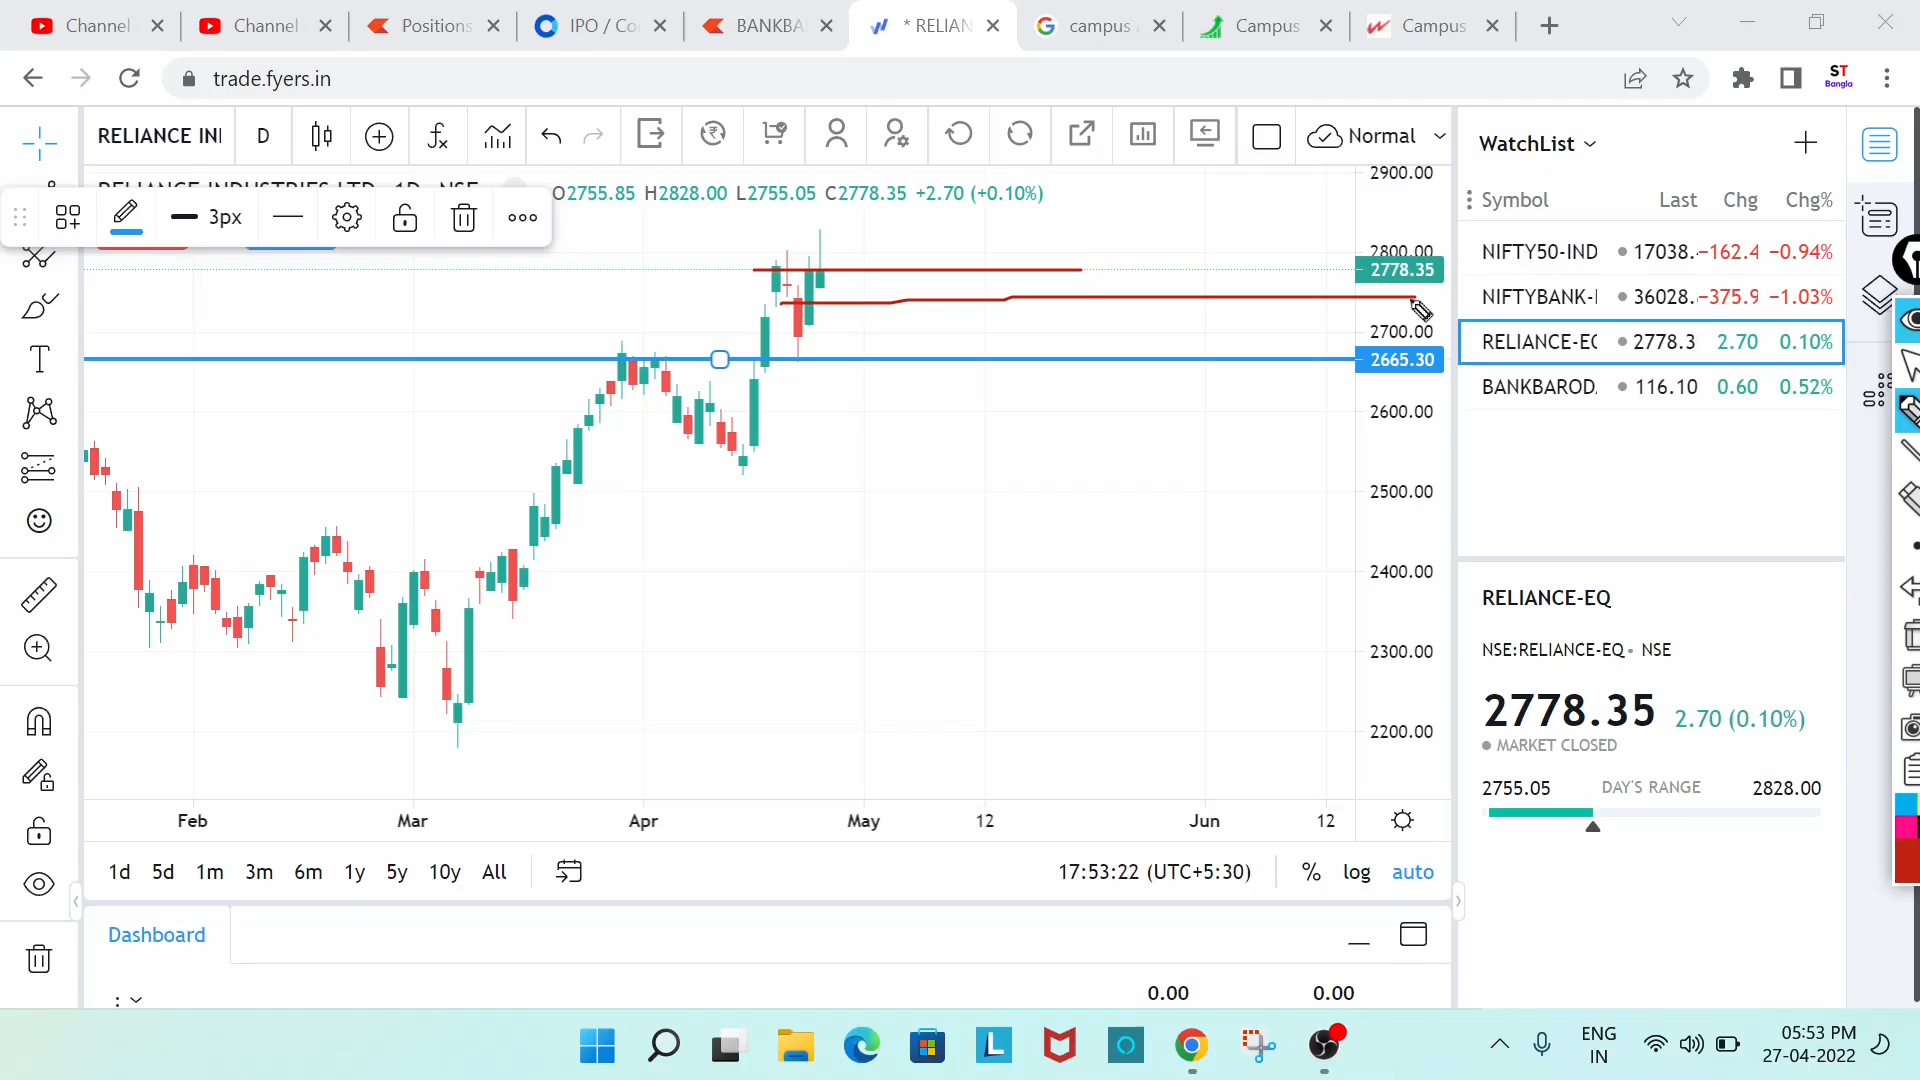 Channel
Channel
Positions
IPO / Co
BANKBA
* RELIAN
campus
Campus
Campus
trade.fyers.in
ST
Bangla
RELIANCE INI
D
Normal
WatchList
3px
O2755.85 H2828.00 L2755.05 C2778.35 +2.70 (+0.10%)
Symbol Last Chg Chg%
NIFTY50-IND 17038. -162.4 -0.94%
NIFTYBANK-I 36028. -375.9 -1.03%
RELIANCE-EQ 2778.3 2.70 0.10%
BANKBAROD. 116.10 0.60 0.52%
2900.00
2800.00
2778.35
2700.00
2665.30
2600.00
2500.00
2400.00
2300.00
2200.00
RELIANCE-EQ
NSE:RELIANCE-EQ • NSE
2778.35 2.70 (0.10%)
MARKET CLOSED
2755.05 DAY'S RANGE 2828.00
Feb Mar Apr May 12 Jun 12
1d 5d 1m 3m 6m 1y 5y 10y All
17:53:22 (UTC+5:30) % log auto
Dashboard
0.00 0.00
ENG
IN
05:53 PM
27-04-2022